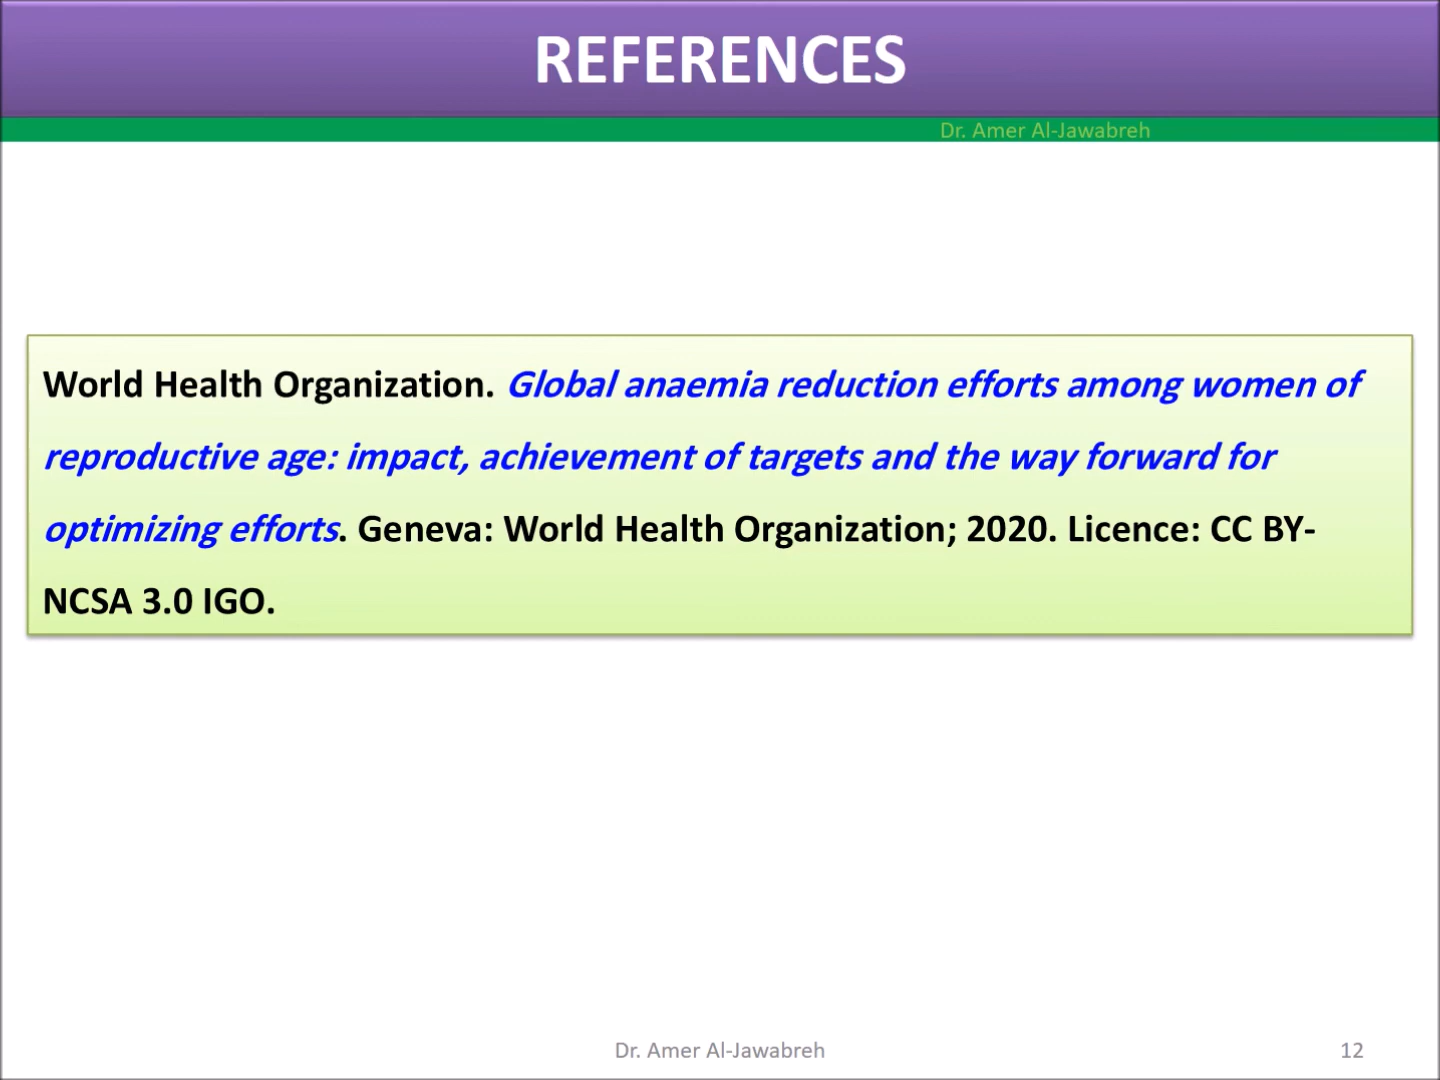 REFERENCES
Dr. Amer Al-Jawabreh
World Health Organization. Global anaemia reduction efforts among women of
reproductive age: impact, achievement of targets and the way forward for
optimizing efforts. Geneva: World Health Organization; 2020. Licence: CC BY-
NCSA 3.0 IGO.
Dr. Amer Al-Jawabreh
12